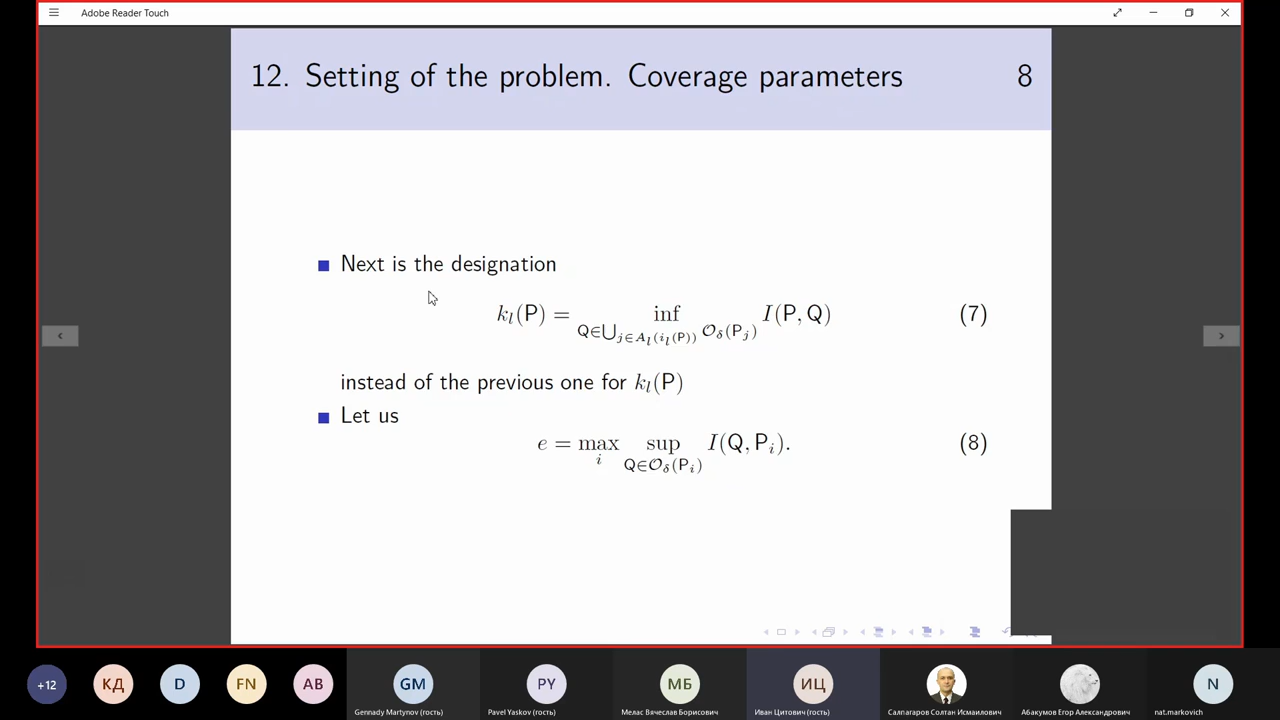 Adobe Reader Touch
12. Setting of the problem. Coverage parameters 8
Next is the designation
k_l(P) = inf_{Q∈⋃_{j∈A_l(i_l(P))} O_δ(P_j)} I(P, Q) (7)
instead of the previous one for k_l(P)
Let us
e = max_i sup_{Q∈O_δ(P_i)} I(Q, P_i). (8)
+12 КД D FN AB GM PY МБ ИЦ N
Gennady Martynov (гость) Pavel Yaskov (гость) Мелас Вячеслав Борисович Иван Цитович (гость) Салпагаров Солтан Исмаилович Абакумов Егор Александрович nat.markovich